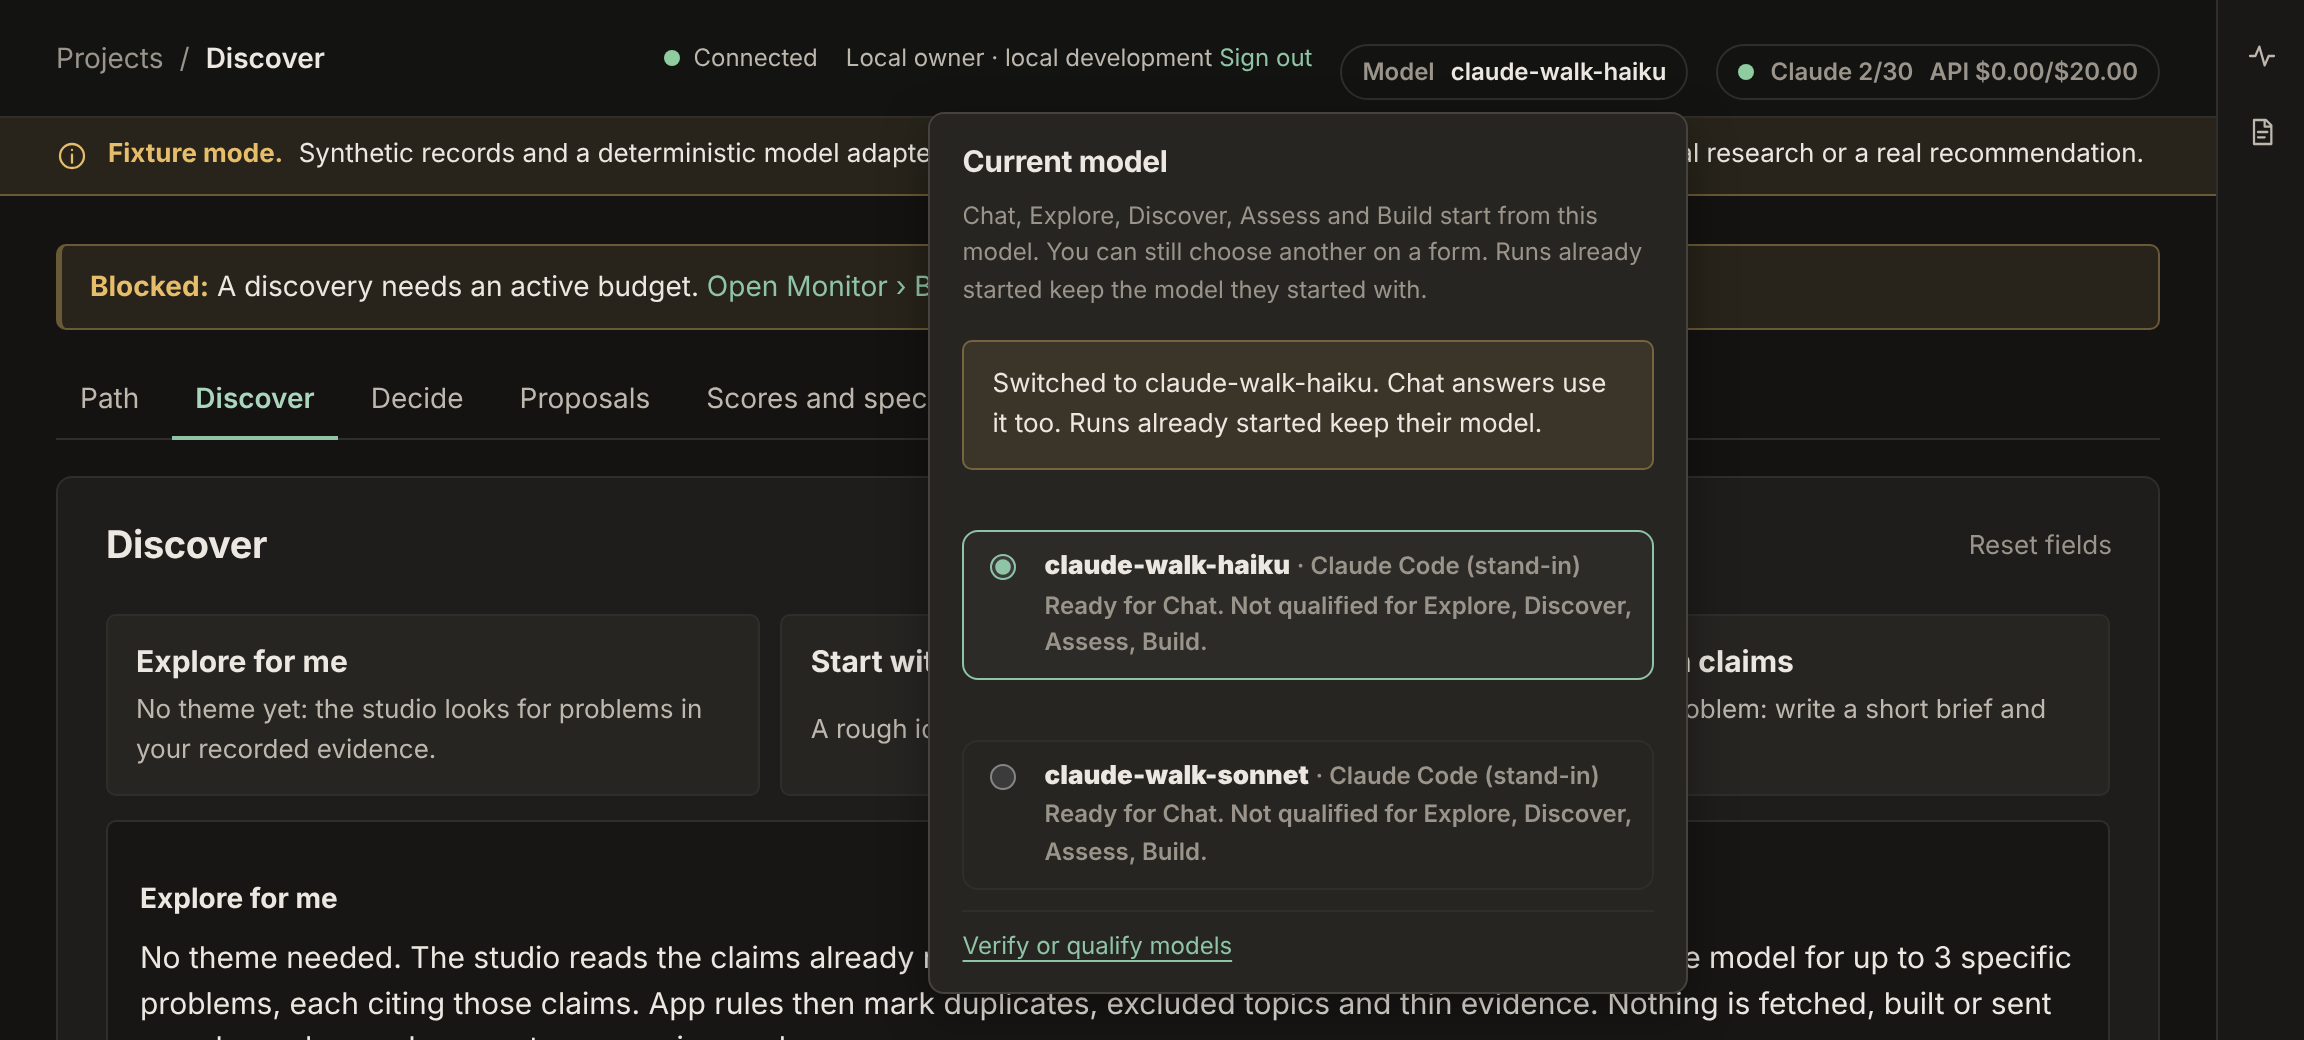 Projects / Discover
Connected Local owner · local development Sign out
Model claude-walk-haiku
Claude 2/30 API $0.00/$20.00
Fixture mode. Synthetic records and a deterministic model
research or a real recommendation.
Current model
Chat, Explore, Discover, Assess and Build start from this
model. You can still choose another on a form. Runs already
started keep the model they started with.
Blocked: A discovery needs an active budget. Open Monitor ›
Switched to claude-walk-haiku. Chat answers use
it too. Runs already started keep their model.
Path Discover Decide Proposals Scores and
Discover
Reset fields
claude-walk-haiku · Claude Code (stand-in)
Ready for Chat. Not qualified for Explore, Discover,
Assess, Build.
Explore for me
No theme yet: the studio looks for problems in
your recorded evidence.
Start
A rough
claims
write a short brief and
claude-walk-sonnet · Claude Code (stand-in)
Ready for Chat. Not qualified for Explore, Discover,
Assess, Build.
Verify or qualify models
Explore for me
No theme needed. The studio reads the claims already
model for up to 3 specific
problems, each citing those claims. App rules then mark duplicates, excluded topics and thin evidence. Nothing is fetched, built or sent